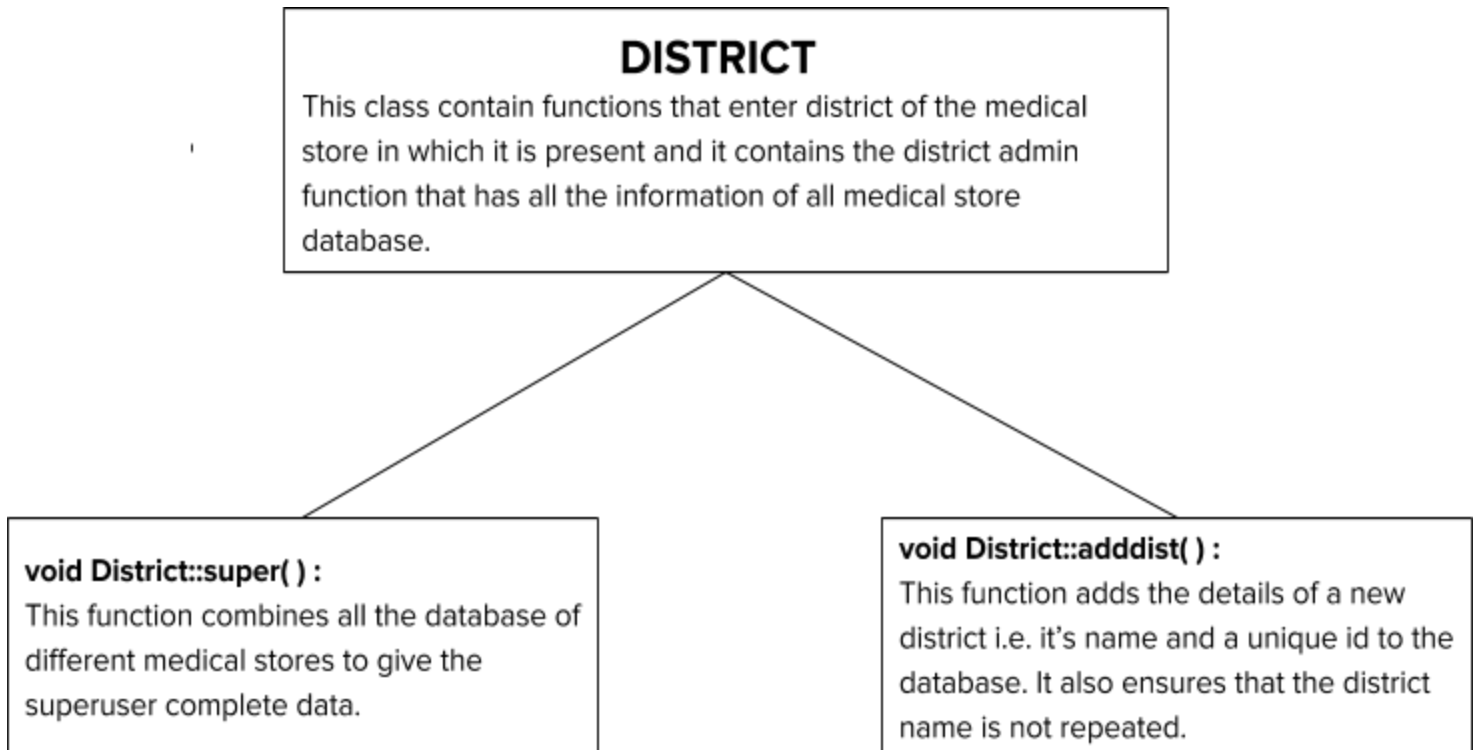 DISTRICT
This class contain functions that enter district of the medical
store in which it is present and it contains the district admin
function that has all the information of all medical store
database.
void District::super( ) :
This function combines all the database of
different medical stores to give the
superuser complete data.
void District::adddist( ) :
This function adds the details of a new
district i.e. it’s name and a unique id to the
database. It also ensures that the district
name is not repeated.